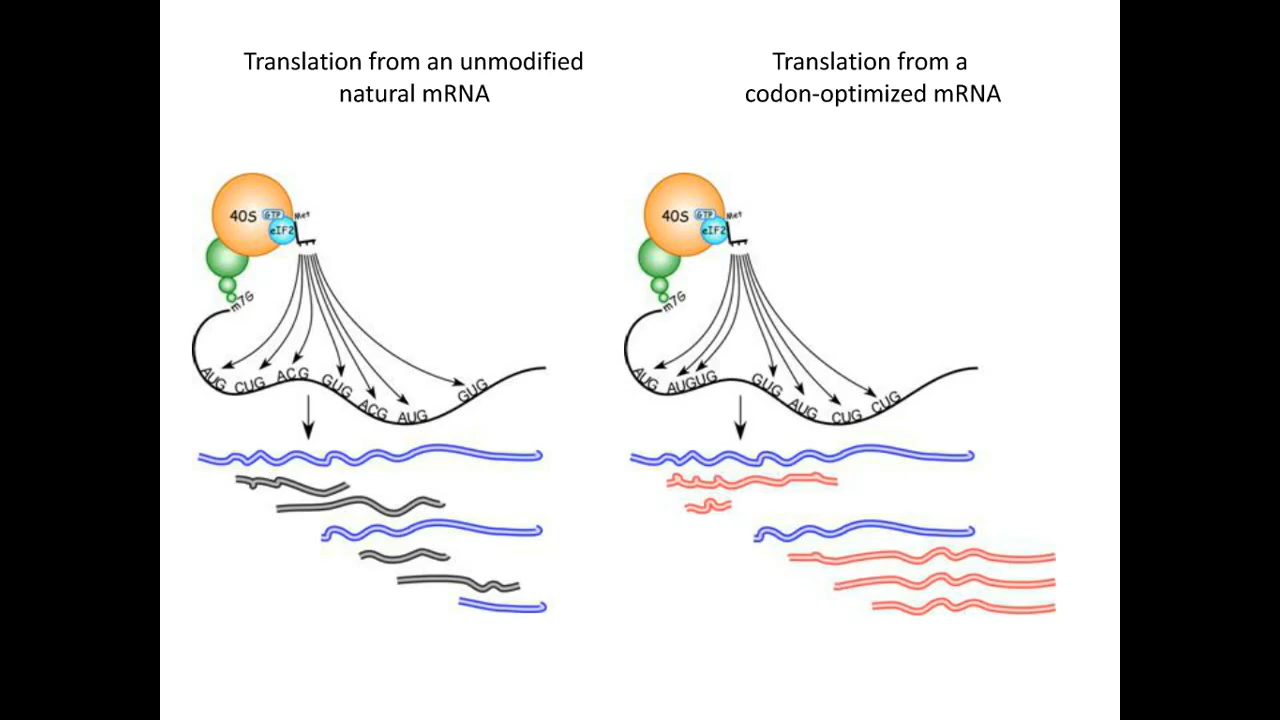 Translation from an unmodified
natural mRNA
40S
GTP
Met
eIF2
m7G
AUG
CUG
ACG
GUG
ACG
AUG
GUG
Translation from a
codon-optimized mRNA
40S
GTP
Met
eIF2
m7G
AUG
AUGUG
GUG
AUG
CUG
CUG